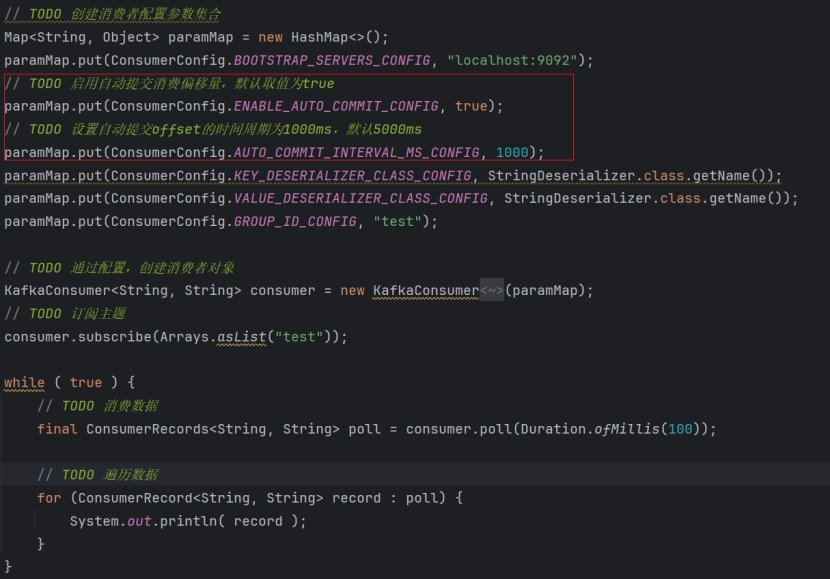 // TODO 创建消费者配置参数集合
Map<String, Object> paramMap = new HashMap<>();
paramMap.put(ConsumerConfig.BOOTSTRAP_SERVERS_CONFIG, "localhost:9092");
// TODO 启用自动提交消费偏移量，默认取值为true
paramMap.put(ConsumerConfig.ENABLE_AUTO_COMMIT_CONFIG, true);
// TODO 设置自动提交offset的时间周期为1000ms，默认5000ms
paramMap.put(ConsumerConfig.AUTO_COMMIT_INTERVAL_MS_CONFIG, 1000);
paramMap.put(ConsumerConfig.KEY_DESERIALIZER_CLASS_CONFIG, StringDeserializer.class.getName());
paramMap.put(ConsumerConfig.VALUE_DESERIALIZER_CLASS_CONFIG, StringDeserializer.class.getName());
paramMap.put(ConsumerConfig.GROUP_ID_CONFIG, "test");
// TODO 通过配置，创建消费者对象
KafkaConsumer<String, String> consumer = new KafkaConsumer<~>(paramMap);
// TODO 订阅主题
consumer.subscribe(Arrays.asList("test"));
while ( true ) {
// TODO 消费数据
final ConsumerRecords<String, String> poll = consumer.poll(Duration.ofMillis(100));
// TODO 遍历数据
for (ConsumerRecord<String, String> record : poll) {
System.out.println( record );
}
}